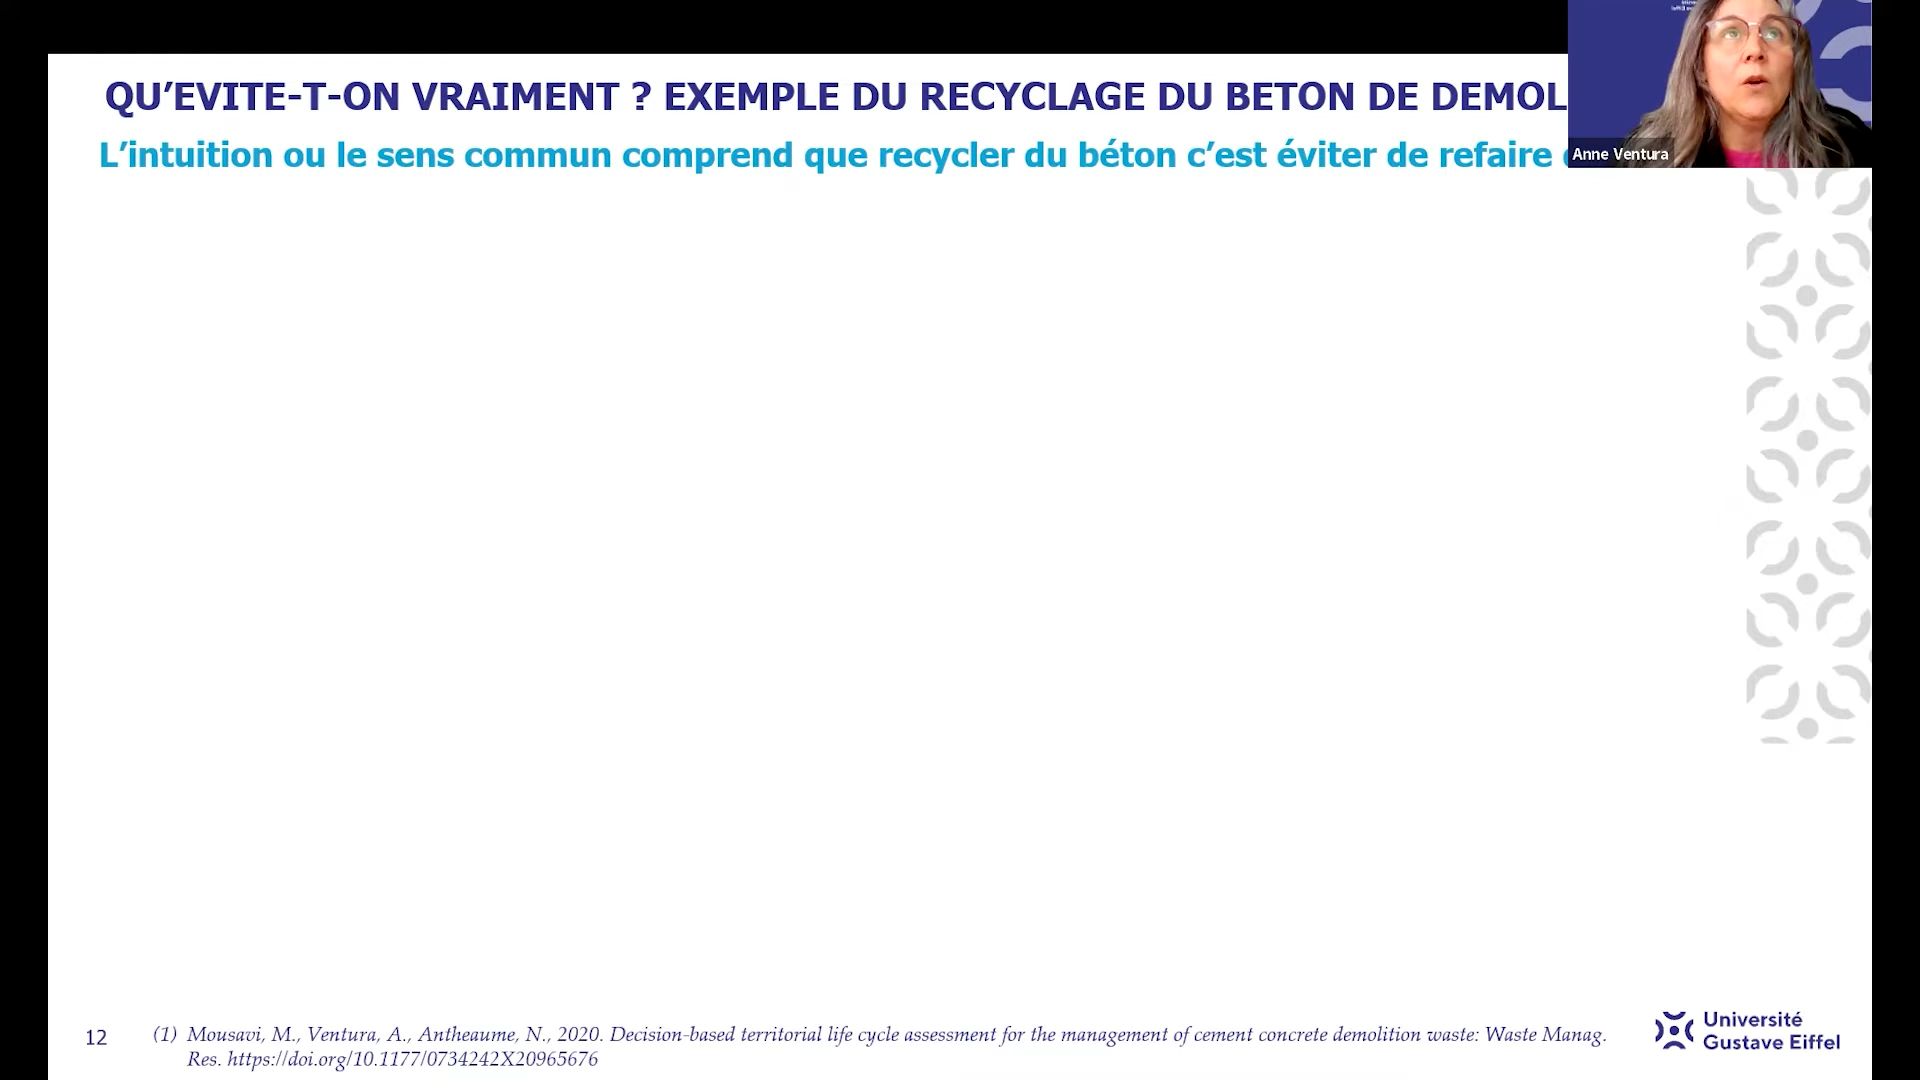 QU’EVITE-T-ON VRAIMENT ? EXEMPLE DU RECYCLAGE DU BETON DE DEMOL
L’intuition ou le sens commun comprend que recycler du béton c’est éviter de refaire
Anne Ventura
12
(1) Mousavi, M., Ventura, A., Antheaume, N., 2020. Decision-based territorial life cycle assessment for the management of cement concrete demolition waste: Waste Manag.
Res. https://doi.org/10.1177/0734242X20965676
Université
Gustave Eiffel